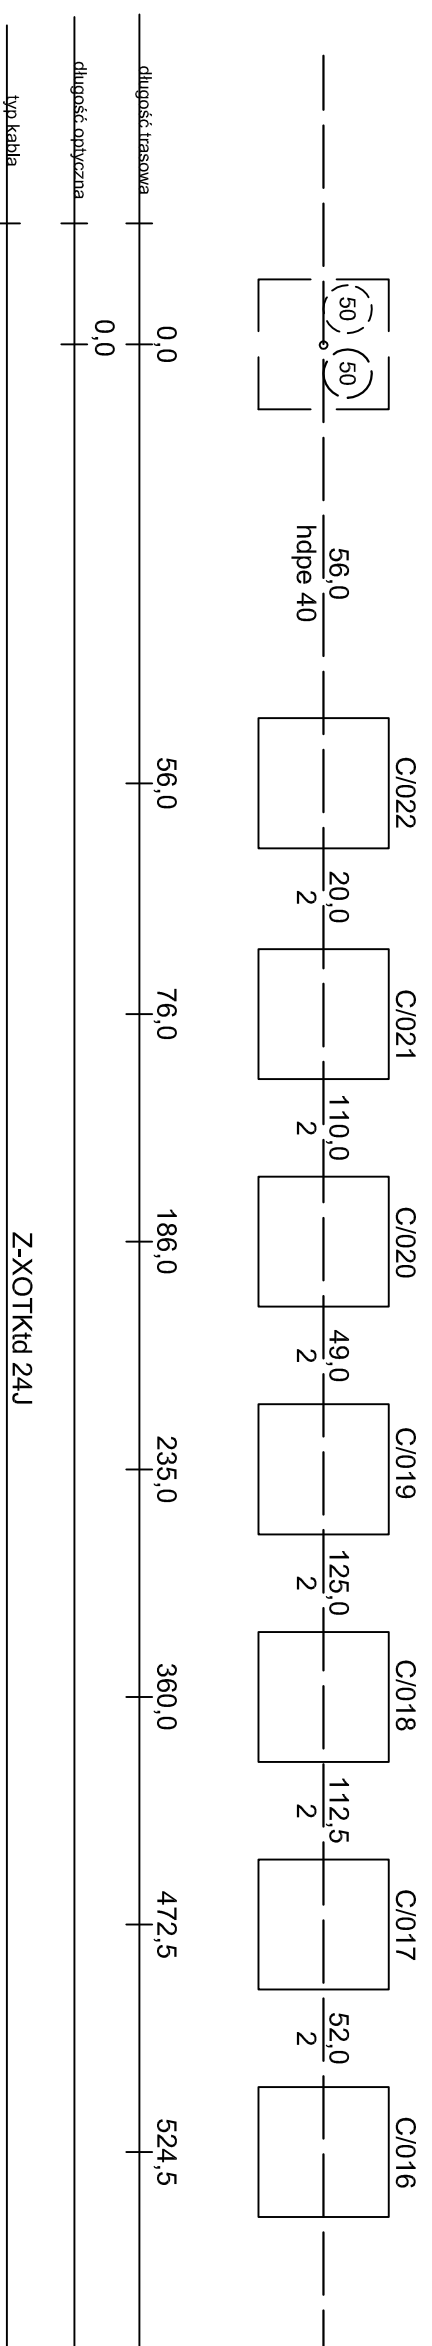 C/022
C/021
C/020
C/019
C/018
C/017
C/016
50
50
56,0
hdpe 40
20,0
2
110,0
2
49,0
2
125,0
2
112,5
2
52,0
2
długość trasowa
0,0
56,0
76,0
186,0
235,0
360,0
472,5
524,5
długość optyczna
0,0
typ kabla
Z-XOTKtd 24J